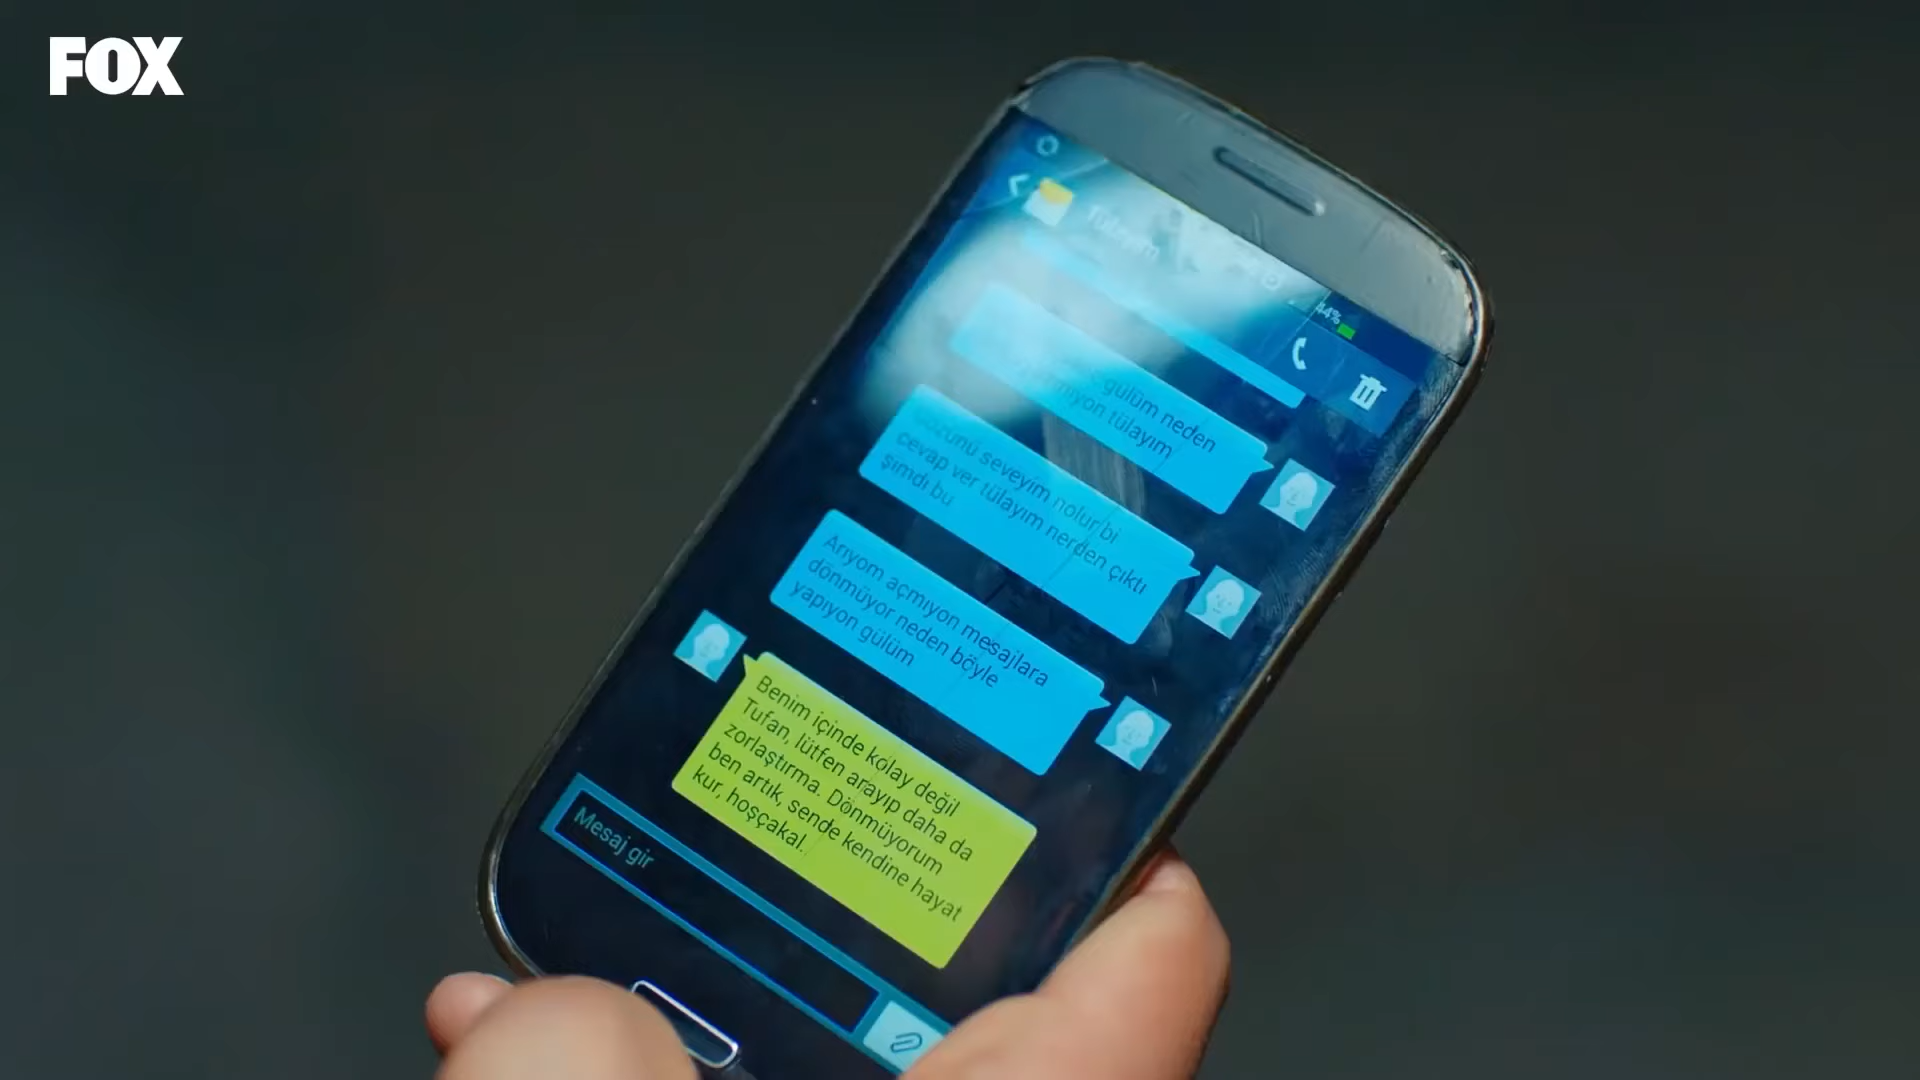 FOX
44%
Tülayım
gülüm neden
tülayım
seveyim nolur bi
cevap ver tülayım nerden çıktı
şimdi bu
Arıyom açmıyon mesajlara
dönmüyor neden böyle
yapıyon gülüm
Benim içinde kolay değil
Tufan, lütfen arayıp daha da
zorlaştırma. Dönmüyorum
ben artık, sende kendine hayat
kur, hoşçakal.
Mesaj gir